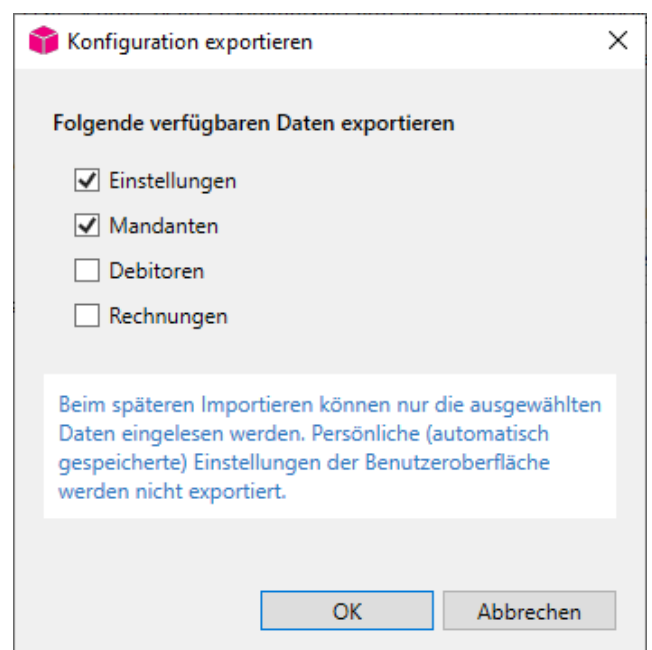 Konfiguration exportieren
Folgende verfügbaren Daten exportieren
Einstellungen
Mandanten
Debitoren
Rechnungen
Beim späteren Importieren können nur die ausgewählten
Daten eingelesen werden. Persönliche (automatisch
gespeicherte) Einstellungen der Benutzeroberfläche
werden nicht exportiert.
OK
Abbrechen